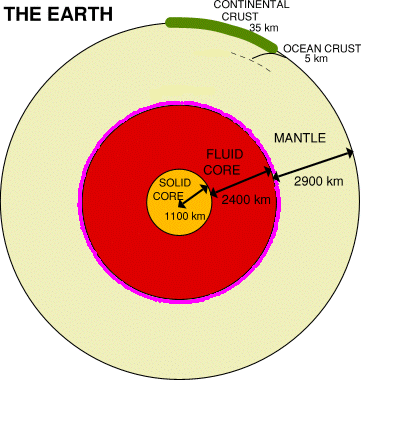 THE EARTH
CONTINENTAL
CRUST
35 km
OCEAN CRUST
5 km
MANTLE
2900 km
FLUID
CORE
2400 km
SOLID
CORE
1100 km